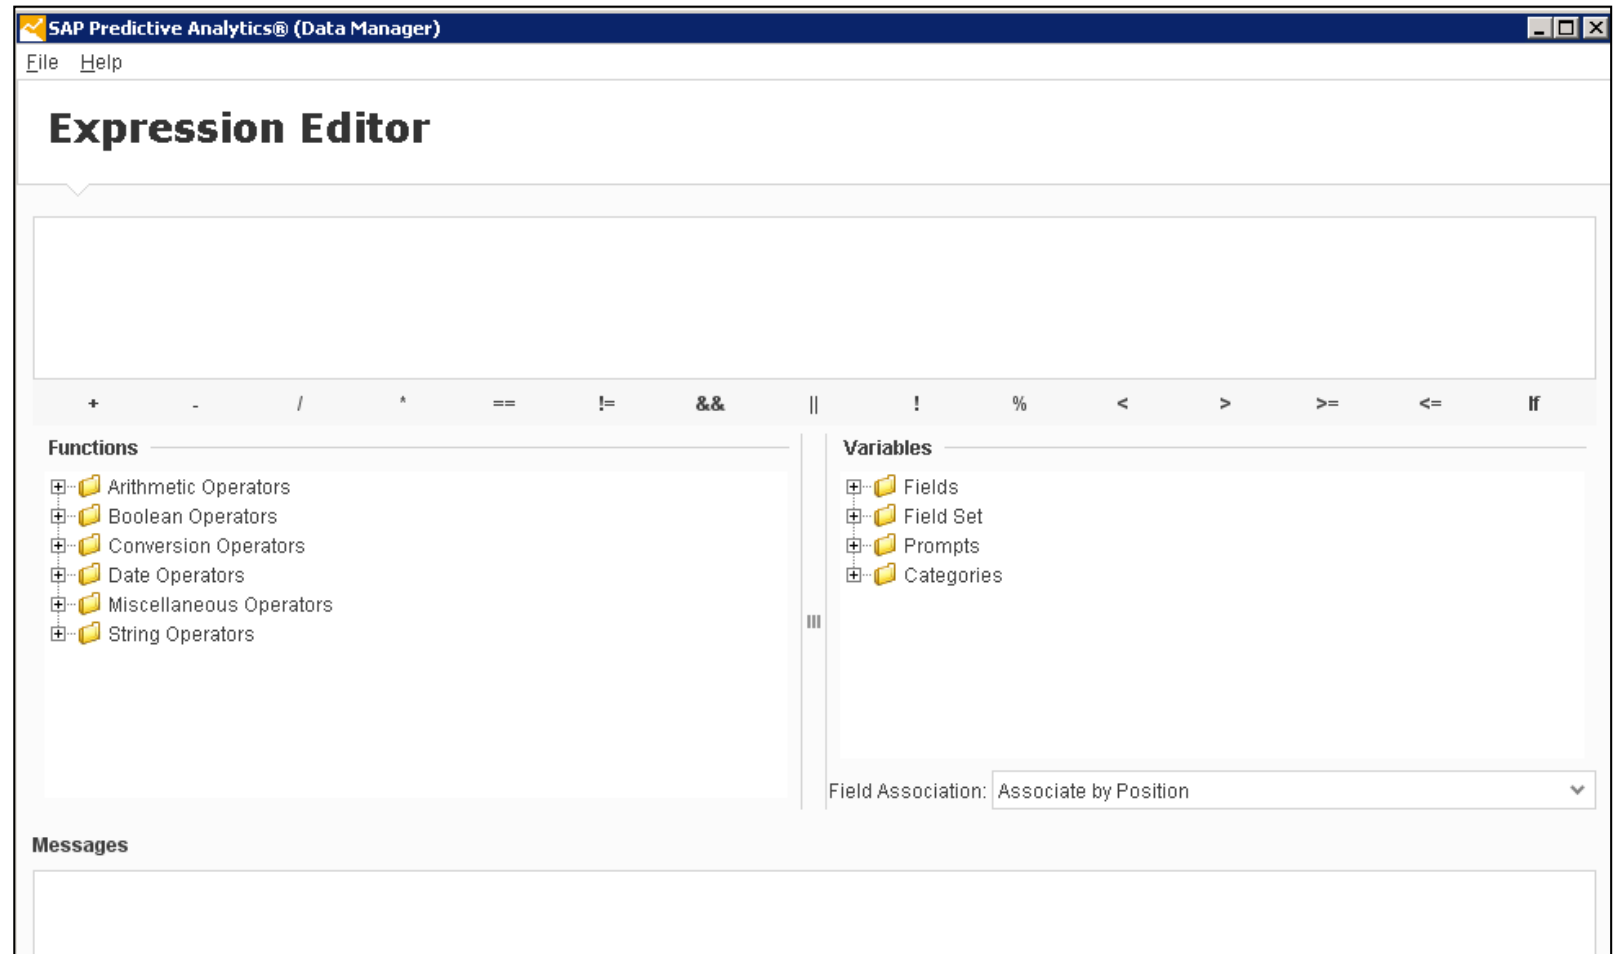 SAP Predictive Analytics® (Data Manager)
File Help
Expression Editor
+ - / * == != && || ! % < > >= <= If
Functions
Arithmetic Operators
Boolean Operators
Conversion Operators
Date Operators
Miscellaneous Operators
String Operators
Variables
Fields
Field Set
Prompts
Categories
Field Association: Associate by Position
Messages